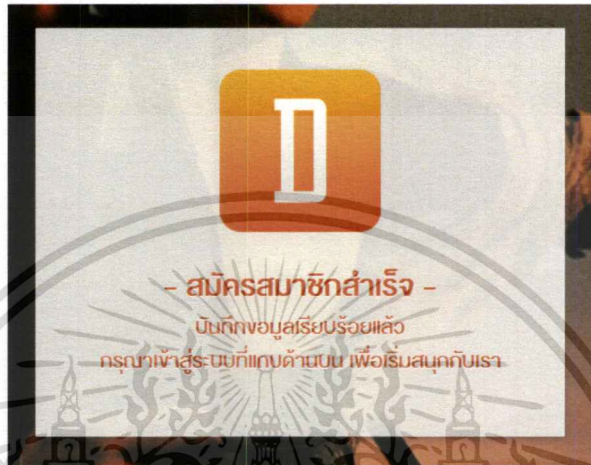 D
- สมัครสมาชิกสำเร็จ -
บันทึกข้อมูลเรียบร้อยแล้ว
กรุณาเข้าสู่ระบบที่แถบด้านบน เพื่อเริ่มสนุกกับเรา